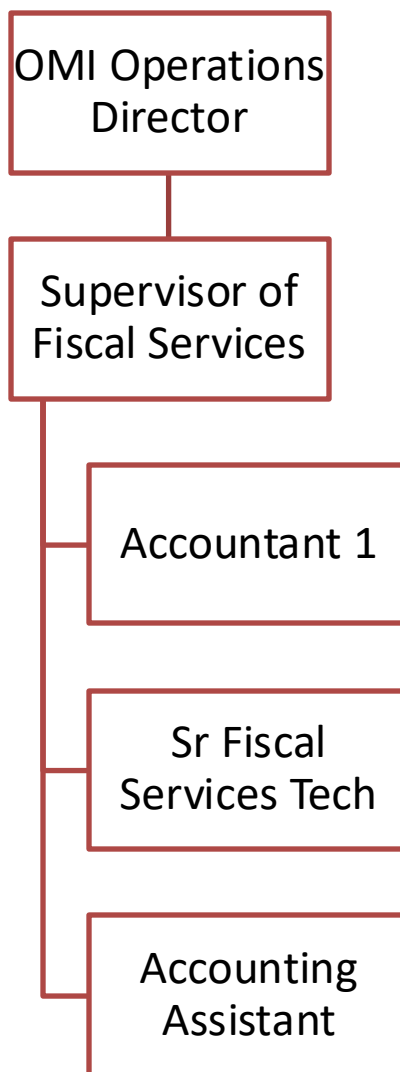 OMI Operations
Director
Supervisor of
Fiscal Services
Accountant 1
Sr Fiscal
Services Tech
Accounting
Assistant